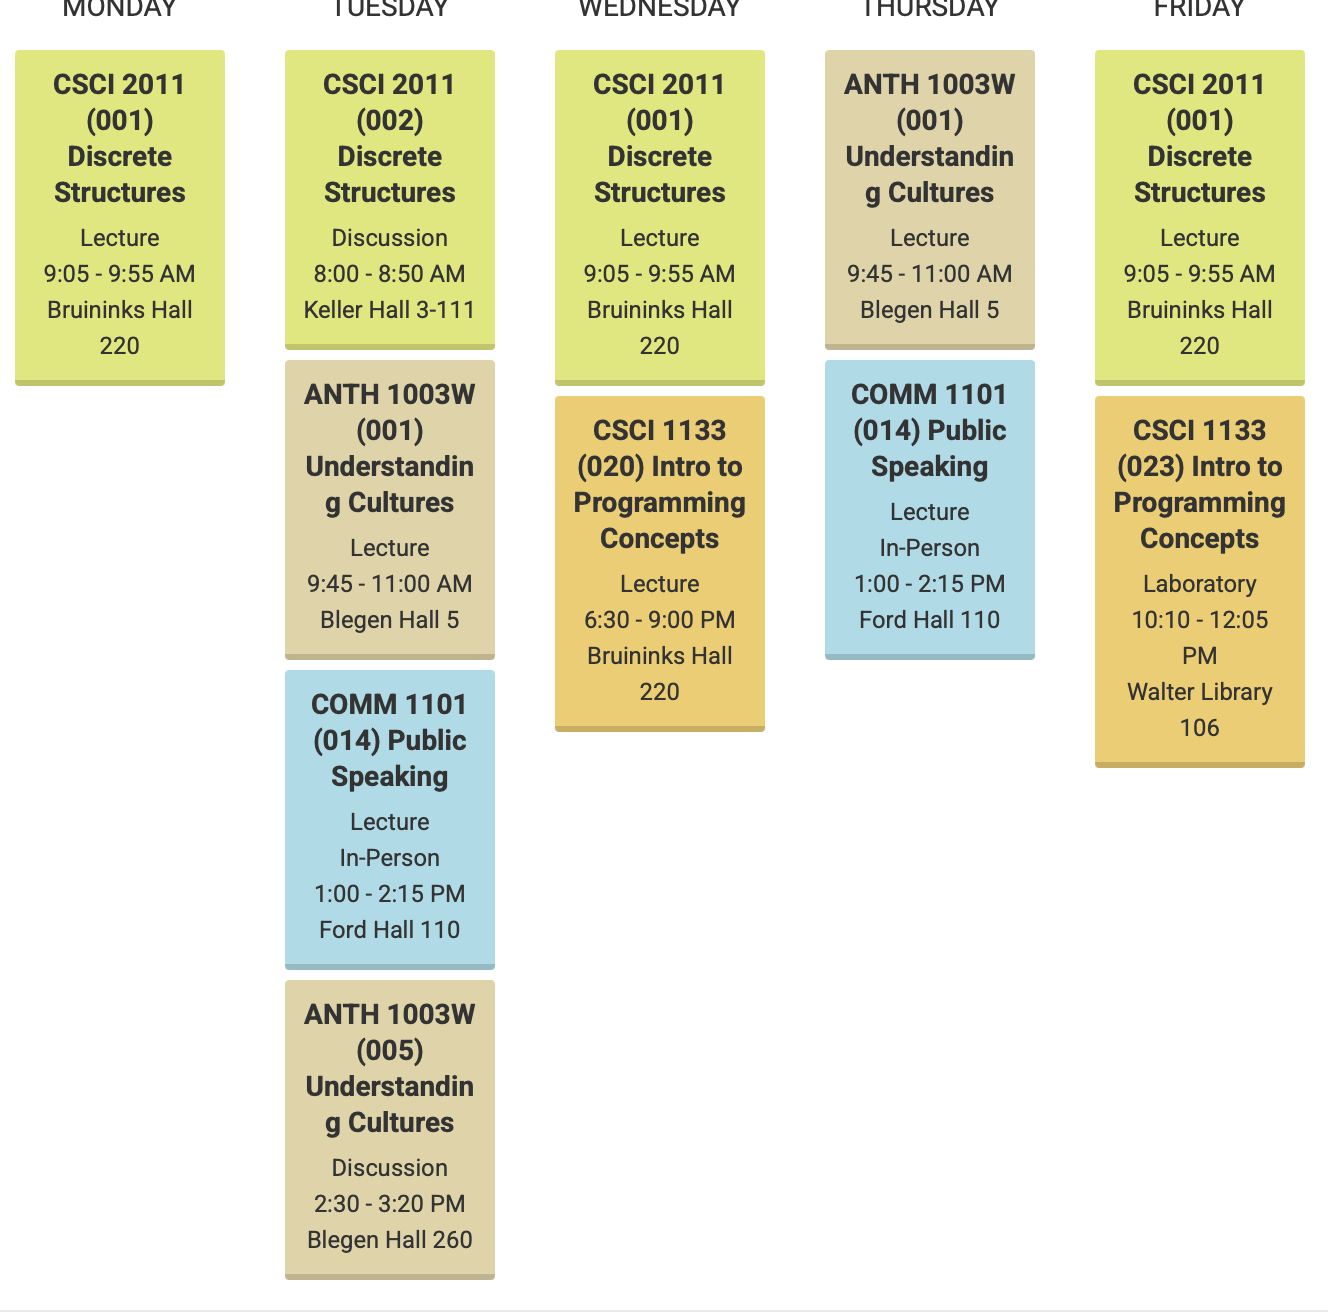 MONDAY
CSCI 2011
(001)
Discrete
Structures
Lecture
9:05 - 9:55 AM
Bruininks Hall
220
TUESDAY
CSCI 2011
(002)
Discrete
Structures
Discussion
8:00 - 8:50 AM
Keller Hall 3-111
ANTH 1003W
(001)
Understandin
g Cultures
Lecture
9:45 - 11:00 AM
Blegen Hall 5
COMM 1101
(014) Public
Speaking
Lecture
In-Person
1:00 - 2:15 PM
Ford Hall 110
ANTH 1003W
(005)
Understandin
g Cultures
Discussion
2:30 - 3:20 PM
Blegen Hall 260
WEDNESDAY
CSCI 2011
(001)
Discrete
Structures
Lecture
9:05 - 9:55 AM
Bruininks Hall
220
CSCI 1133
(020) Intro to
Programming
Concepts
Lecture
6:30 - 9:00 PM
Bruininks Hall
220
THURSDAY
ANTH 1003W
(001)
Understandin
g Cultures
Lecture
9:45 - 11:00 AM
Blegen Hall 5
COMM 1101
(014) Public
Speaking
Lecture
In-Person
1:00 - 2:15 PM
Ford Hall 110
FRIDAY
CSCI 2011
(001)
Discrete
Structures
Lecture
9:05 - 9:55 AM
Bruininks Hall
220
CSCI 1133
(023) Intro to
Programming
Concepts
Laboratory
10:10 - 12:05
PM
Walter Library
106